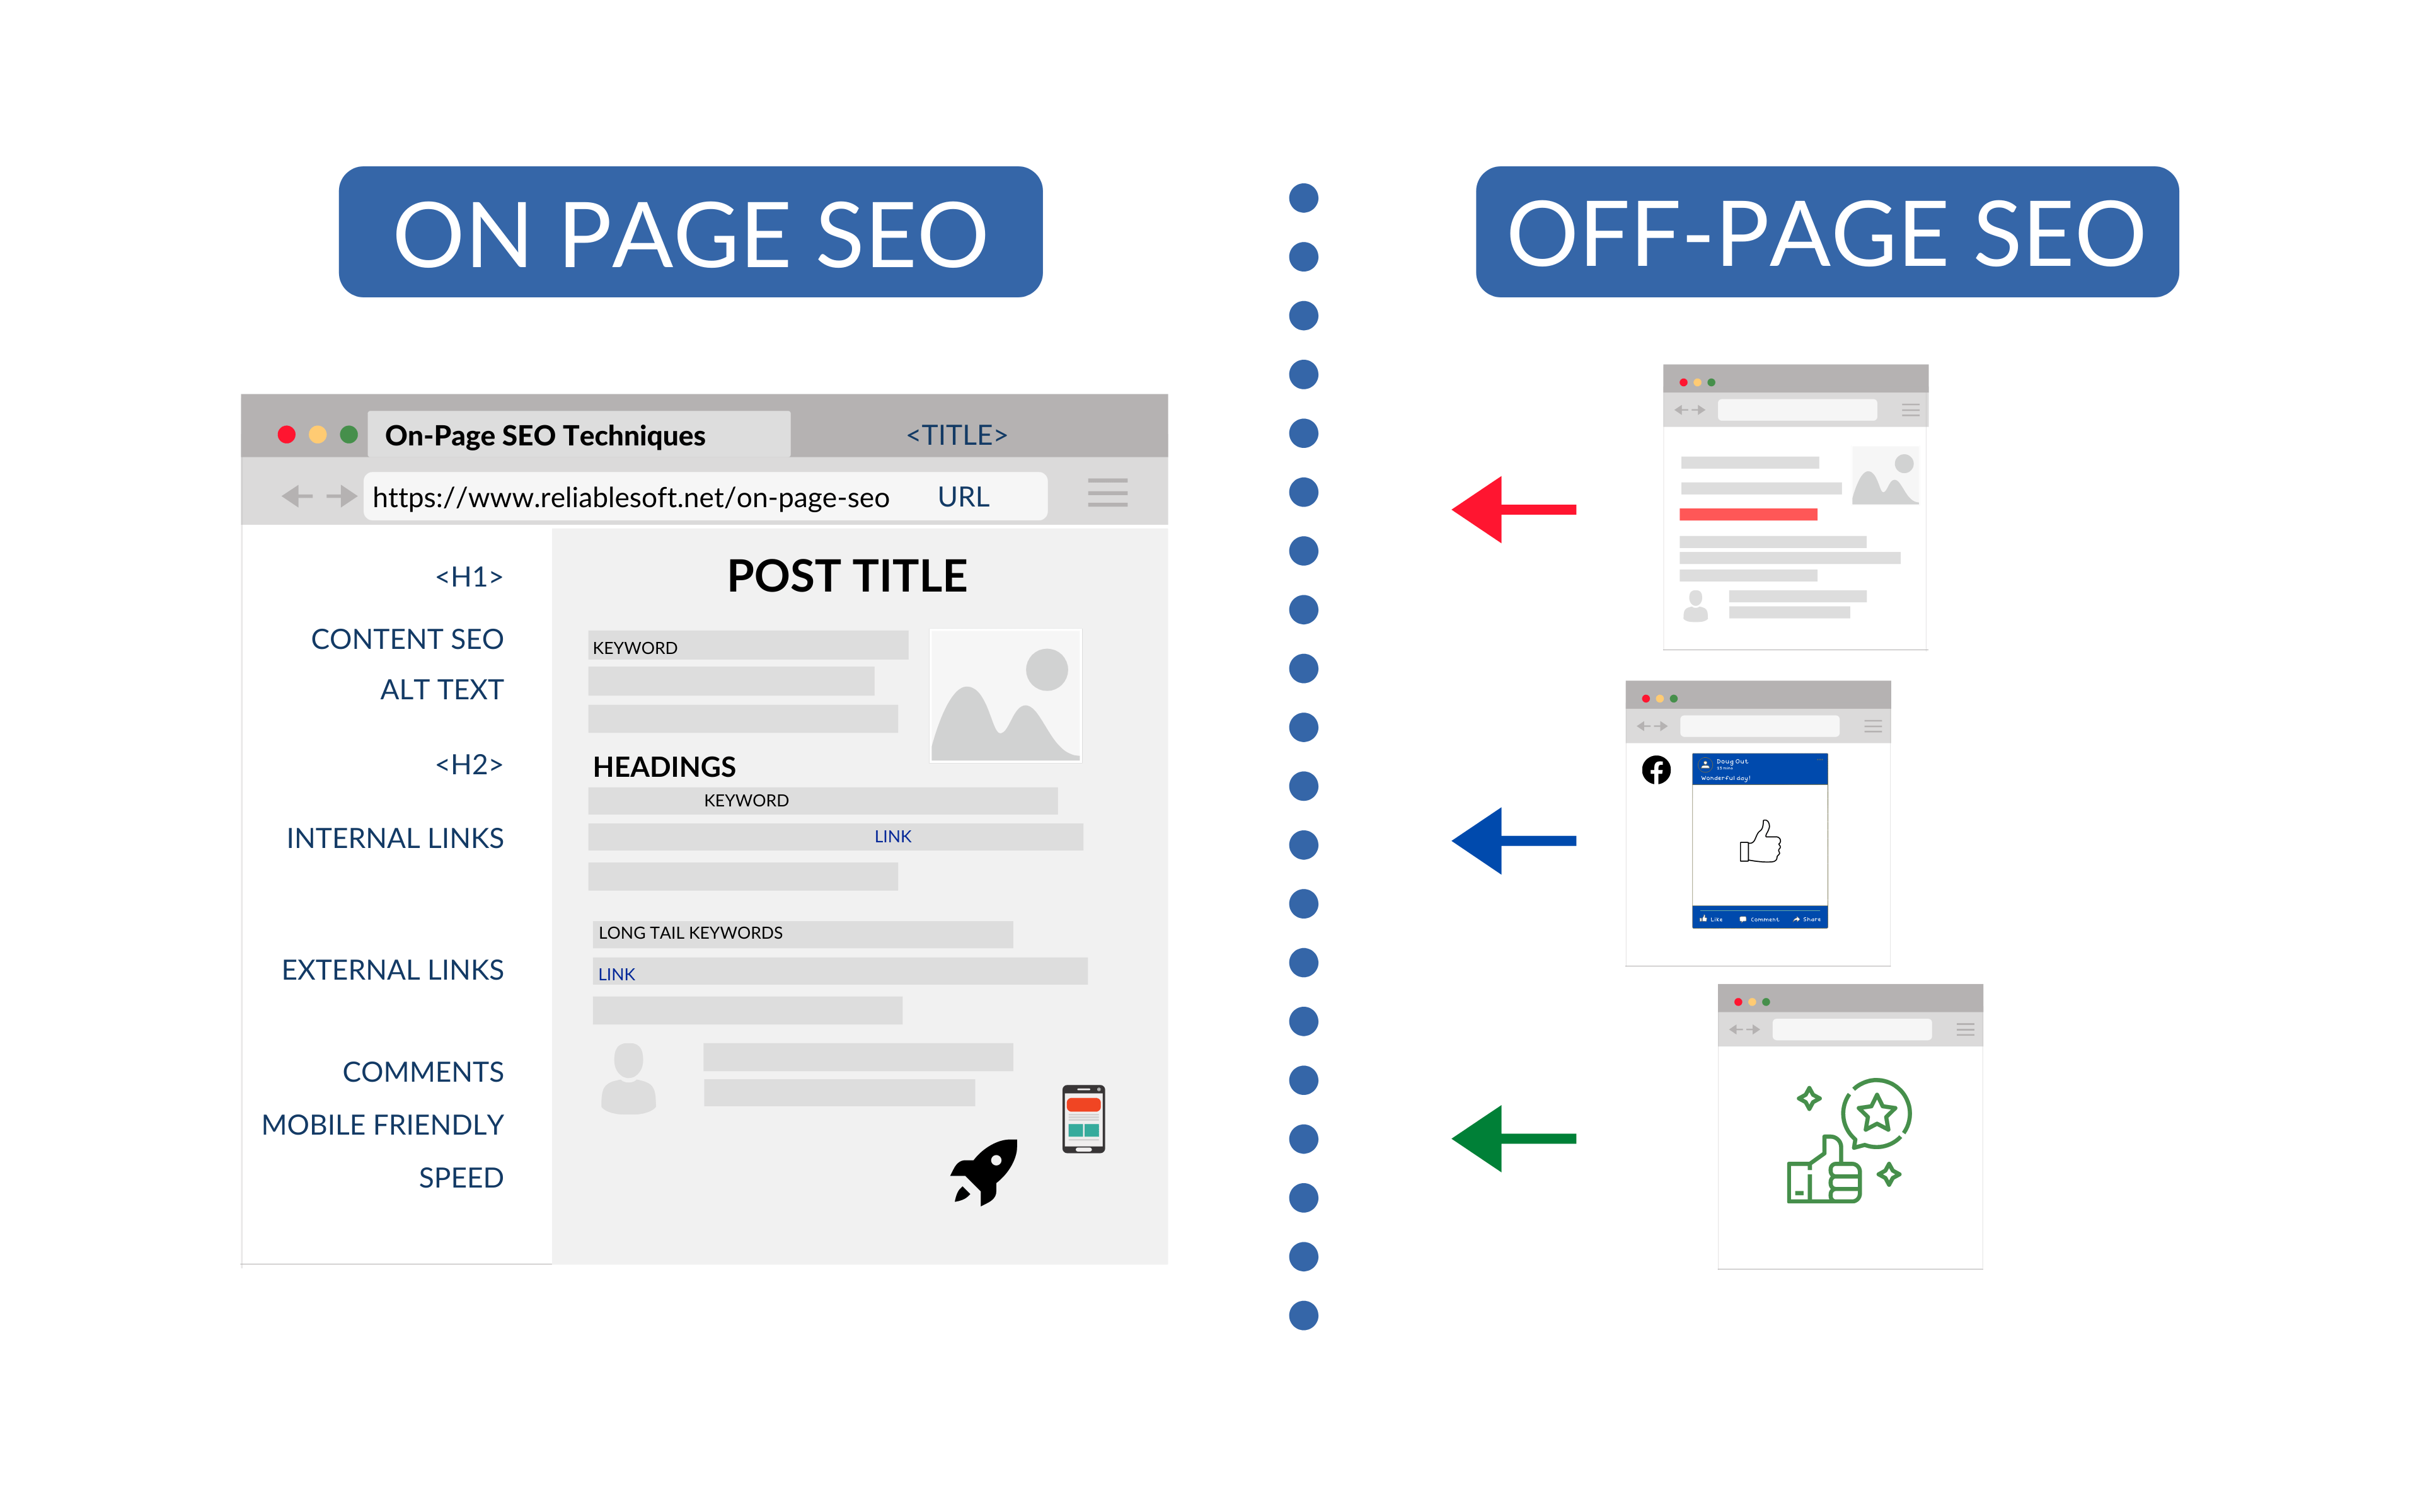 ON PAGE SEO
OFF-PAGE SEO
On-Page SEO Techniques
<TITLE>
https://www.reliablesoft.net/on-page-seo
URL
<H1>
POST TITLE
CONTENT SEO
KEYWORD
ALT TEXT
<H2>
HEADINGS
KEYWORD
INTERNAL LINKS
LINK
LONG TAIL KEYWORDS
EXTERNAL LINKS
LINK
COMMENTS
MOBILE FRIENDLY
SPEED
Doug Out
15 mins
Wonderful day!
Like Comment Share